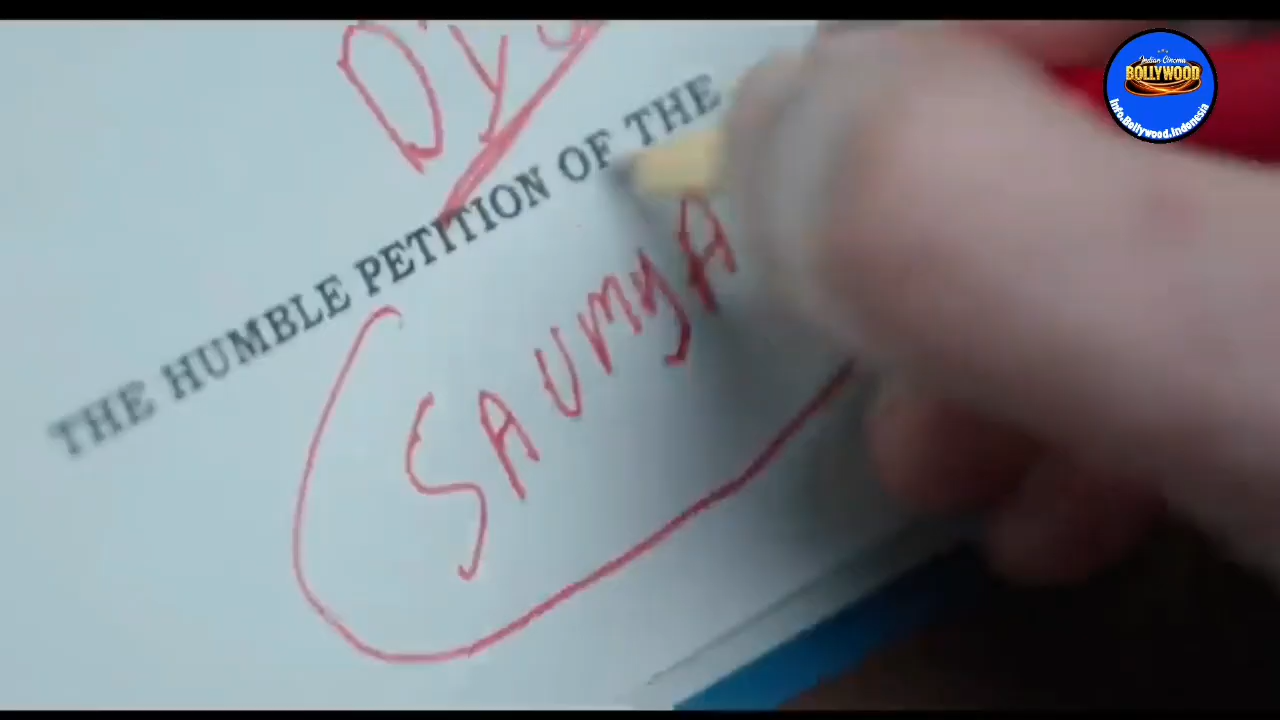 THE HUMBLE PETITION OF THE
SAUMYA
Indian Cinema
BOLLYWOOD
Info.Bollywood.Indonesia